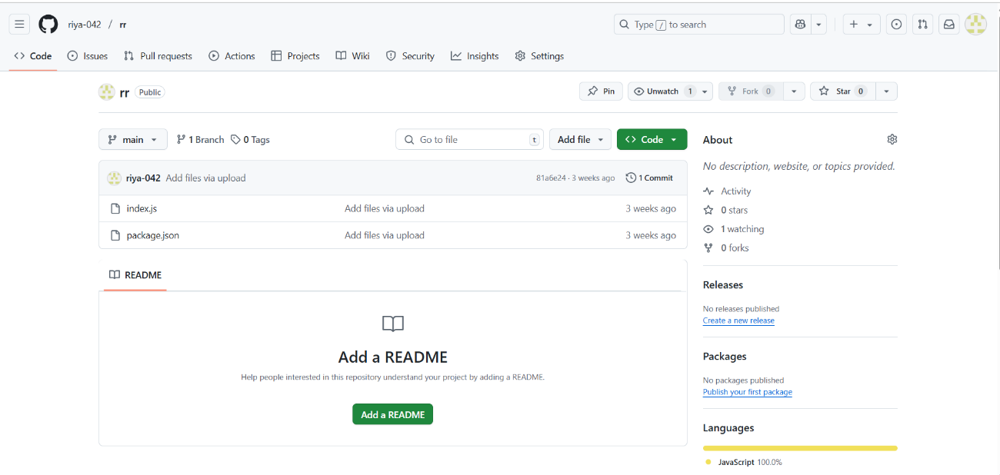 riya-042 / rr
Type / to search
Code Issues Pull requests Actions Projects Wiki Security Insights Settings
rr Public
Pin Unwatch 1 Fork 0 Star 0
main 1 Branch 0 Tags Go to file t Add file Code
riya-042 Add files via upload 81a6e24 · 3 weeks ago 1 Commit
index.js Add files via upload 3 weeks ago
package.json Add files via upload 3 weeks ago
README
Add a README
Help people interested in this repository understand your project by adding a README.
Add a README
About
No description, website, or topics provided.
Activity
0 stars
1 watching
0 forks
Releases
No releases published
Create a new release
Packages
No packages published
Publish your first package
Languages
JavaScript 100.0%